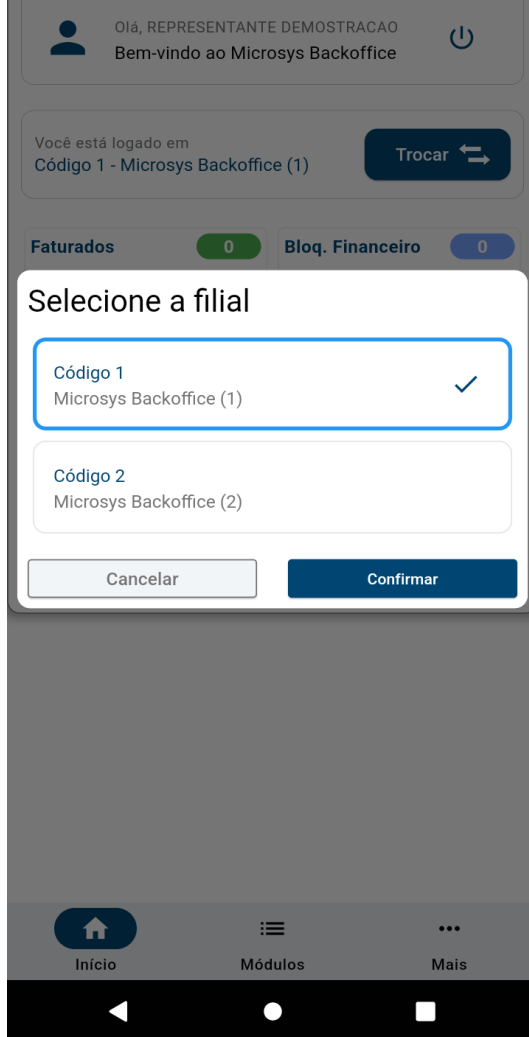 Olá, REPRESENTANTE DEMOSTRACAO
Bem-vindo ao Microsys Backoffice
Você está logado em
Código 1 - Microsys Backoffice (1)
Trocar
Faturados 0 Bloq. Financeiro 0
Selecione a filial
Código 1
Microsys Backoffice (1)
Código 2
Microsys Backoffice (2)
Cancelar Confirmar
Início Módulos Mais